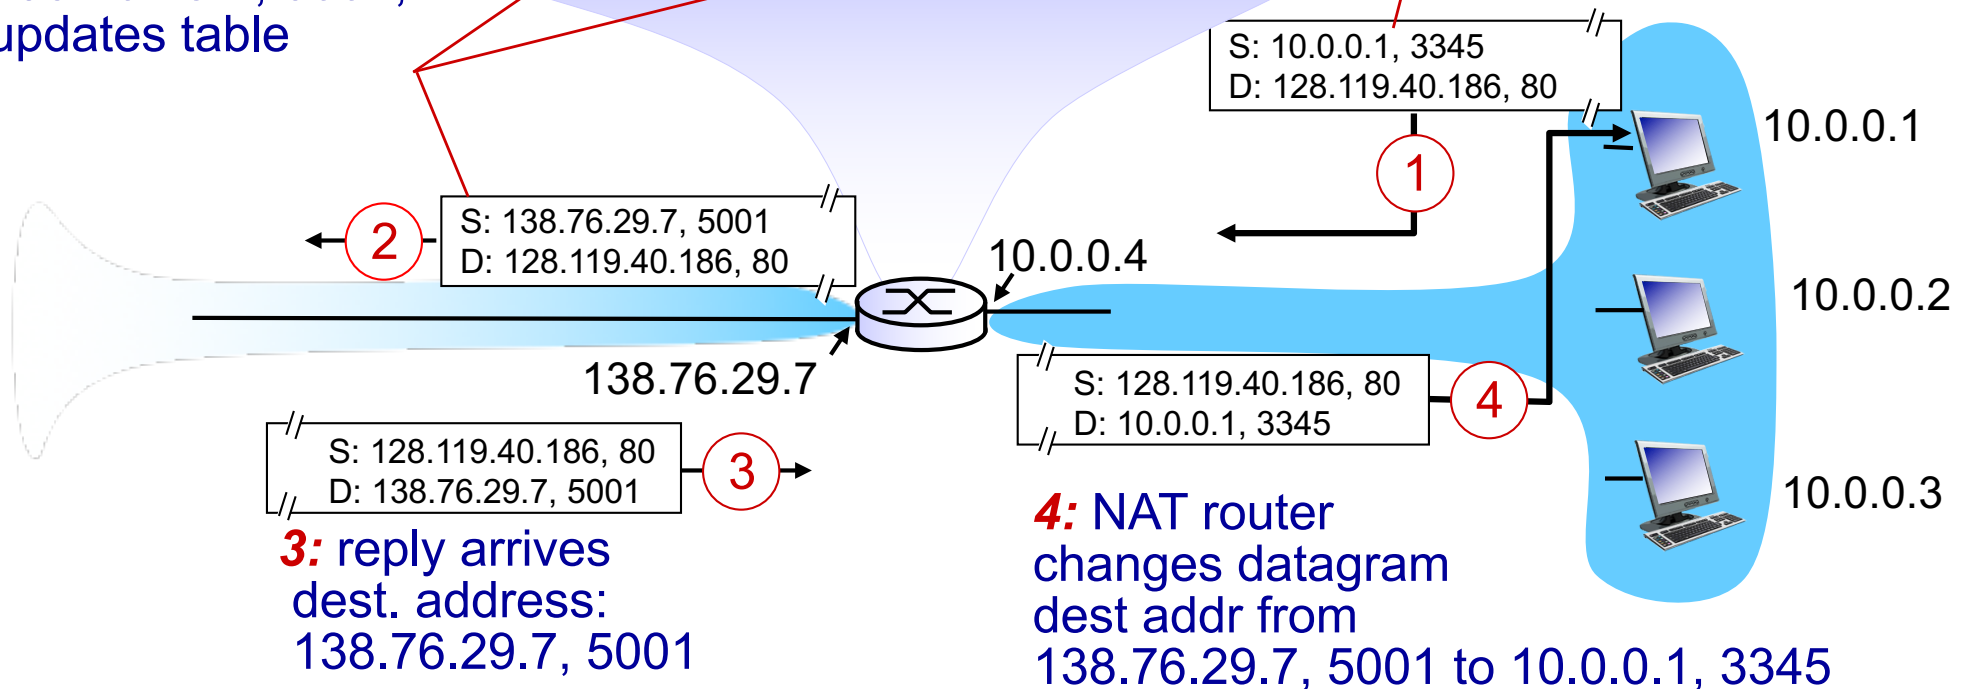 updates table
S: 10.0.0.1, 3345
D: 128.119.40.186, 80
10.0.0.1
1
S: 138.76.29.7, 5001
D: 128.119.40.186, 80
2
10.0.0.4
10.0.0.2
138.76.29.7
S: 128.119.40.186, 80
D: 10.0.0.1, 3345
4
S: 128.119.40.186, 80
D: 138.76.29.7, 5001
3
10.0.0.3
3: reply arrives
dest. address:
138.76.29.7, 5001
4: NAT router
changes datagram
dest addr from
138.76.29.7, 5001 to 10.0.0.1, 3345